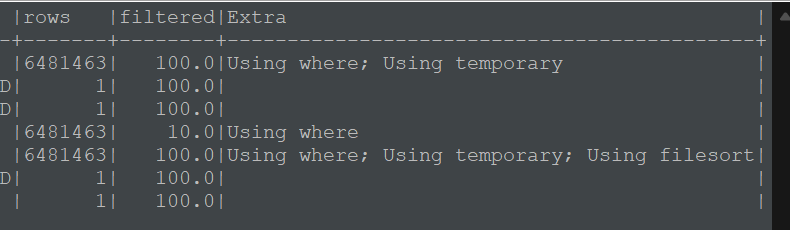 |rows   |filtered|Extra                                       |
-+-------+--------+--------------------------------------------+
 |6481463|   100.0|Using where; Using temporary                |
D|      1|   100.0|                                            |
D|      1|   100.0|                                            |
 |6481463|    10.0|Using where                                 |
 |6481463|   100.0|Using where; Using temporary; Using filesort|
D|      1|   100.0|                                            |
 |      1|   100.0|                                            |